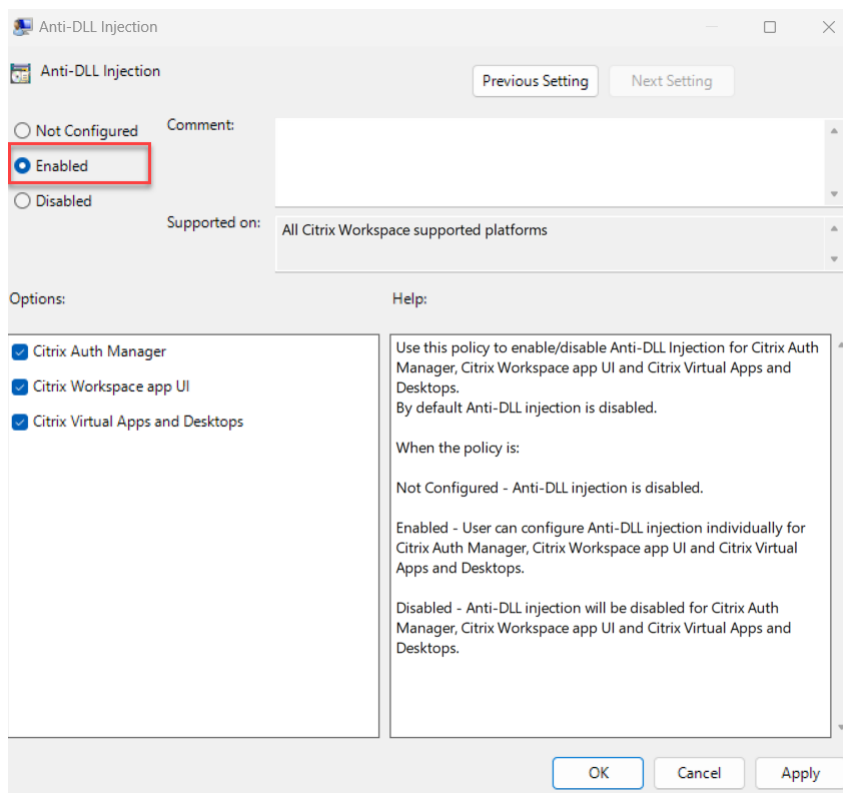 Anti-DLL Injection
Anti-DLL Injection
Previous Setting
Next Setting
Not Configured
Comment:
Enabled
Disabled
Supported on:
All Citrix Workspace supported platforms
Options:
Help:
Citrix Auth Manager
Citrix Workspace app UI
Citrix Virtual Apps and Desktops
Use this policy to enable/disable Anti-DLL Injection for Citrix Auth
Manager, Citrix Workspace app UI and Citrix Virtual Apps and
Desktops.
By default Anti-DLL injection is disabled.
When the policy is:
Not Configured - Anti-DLL injection is disabled.
Enabled - User can configure Anti-DLL injection individually for
Citrix Auth Manager, Citrix Workspace app UI and Citrix Virtual
Apps and Desktops.
Disabled - Anti-DLL injection will be disabled for Citrix Auth
Manager, Citrix Workspace app UI and Citrix Virtual Apps and
Desktops.
OK
Cancel
Apply